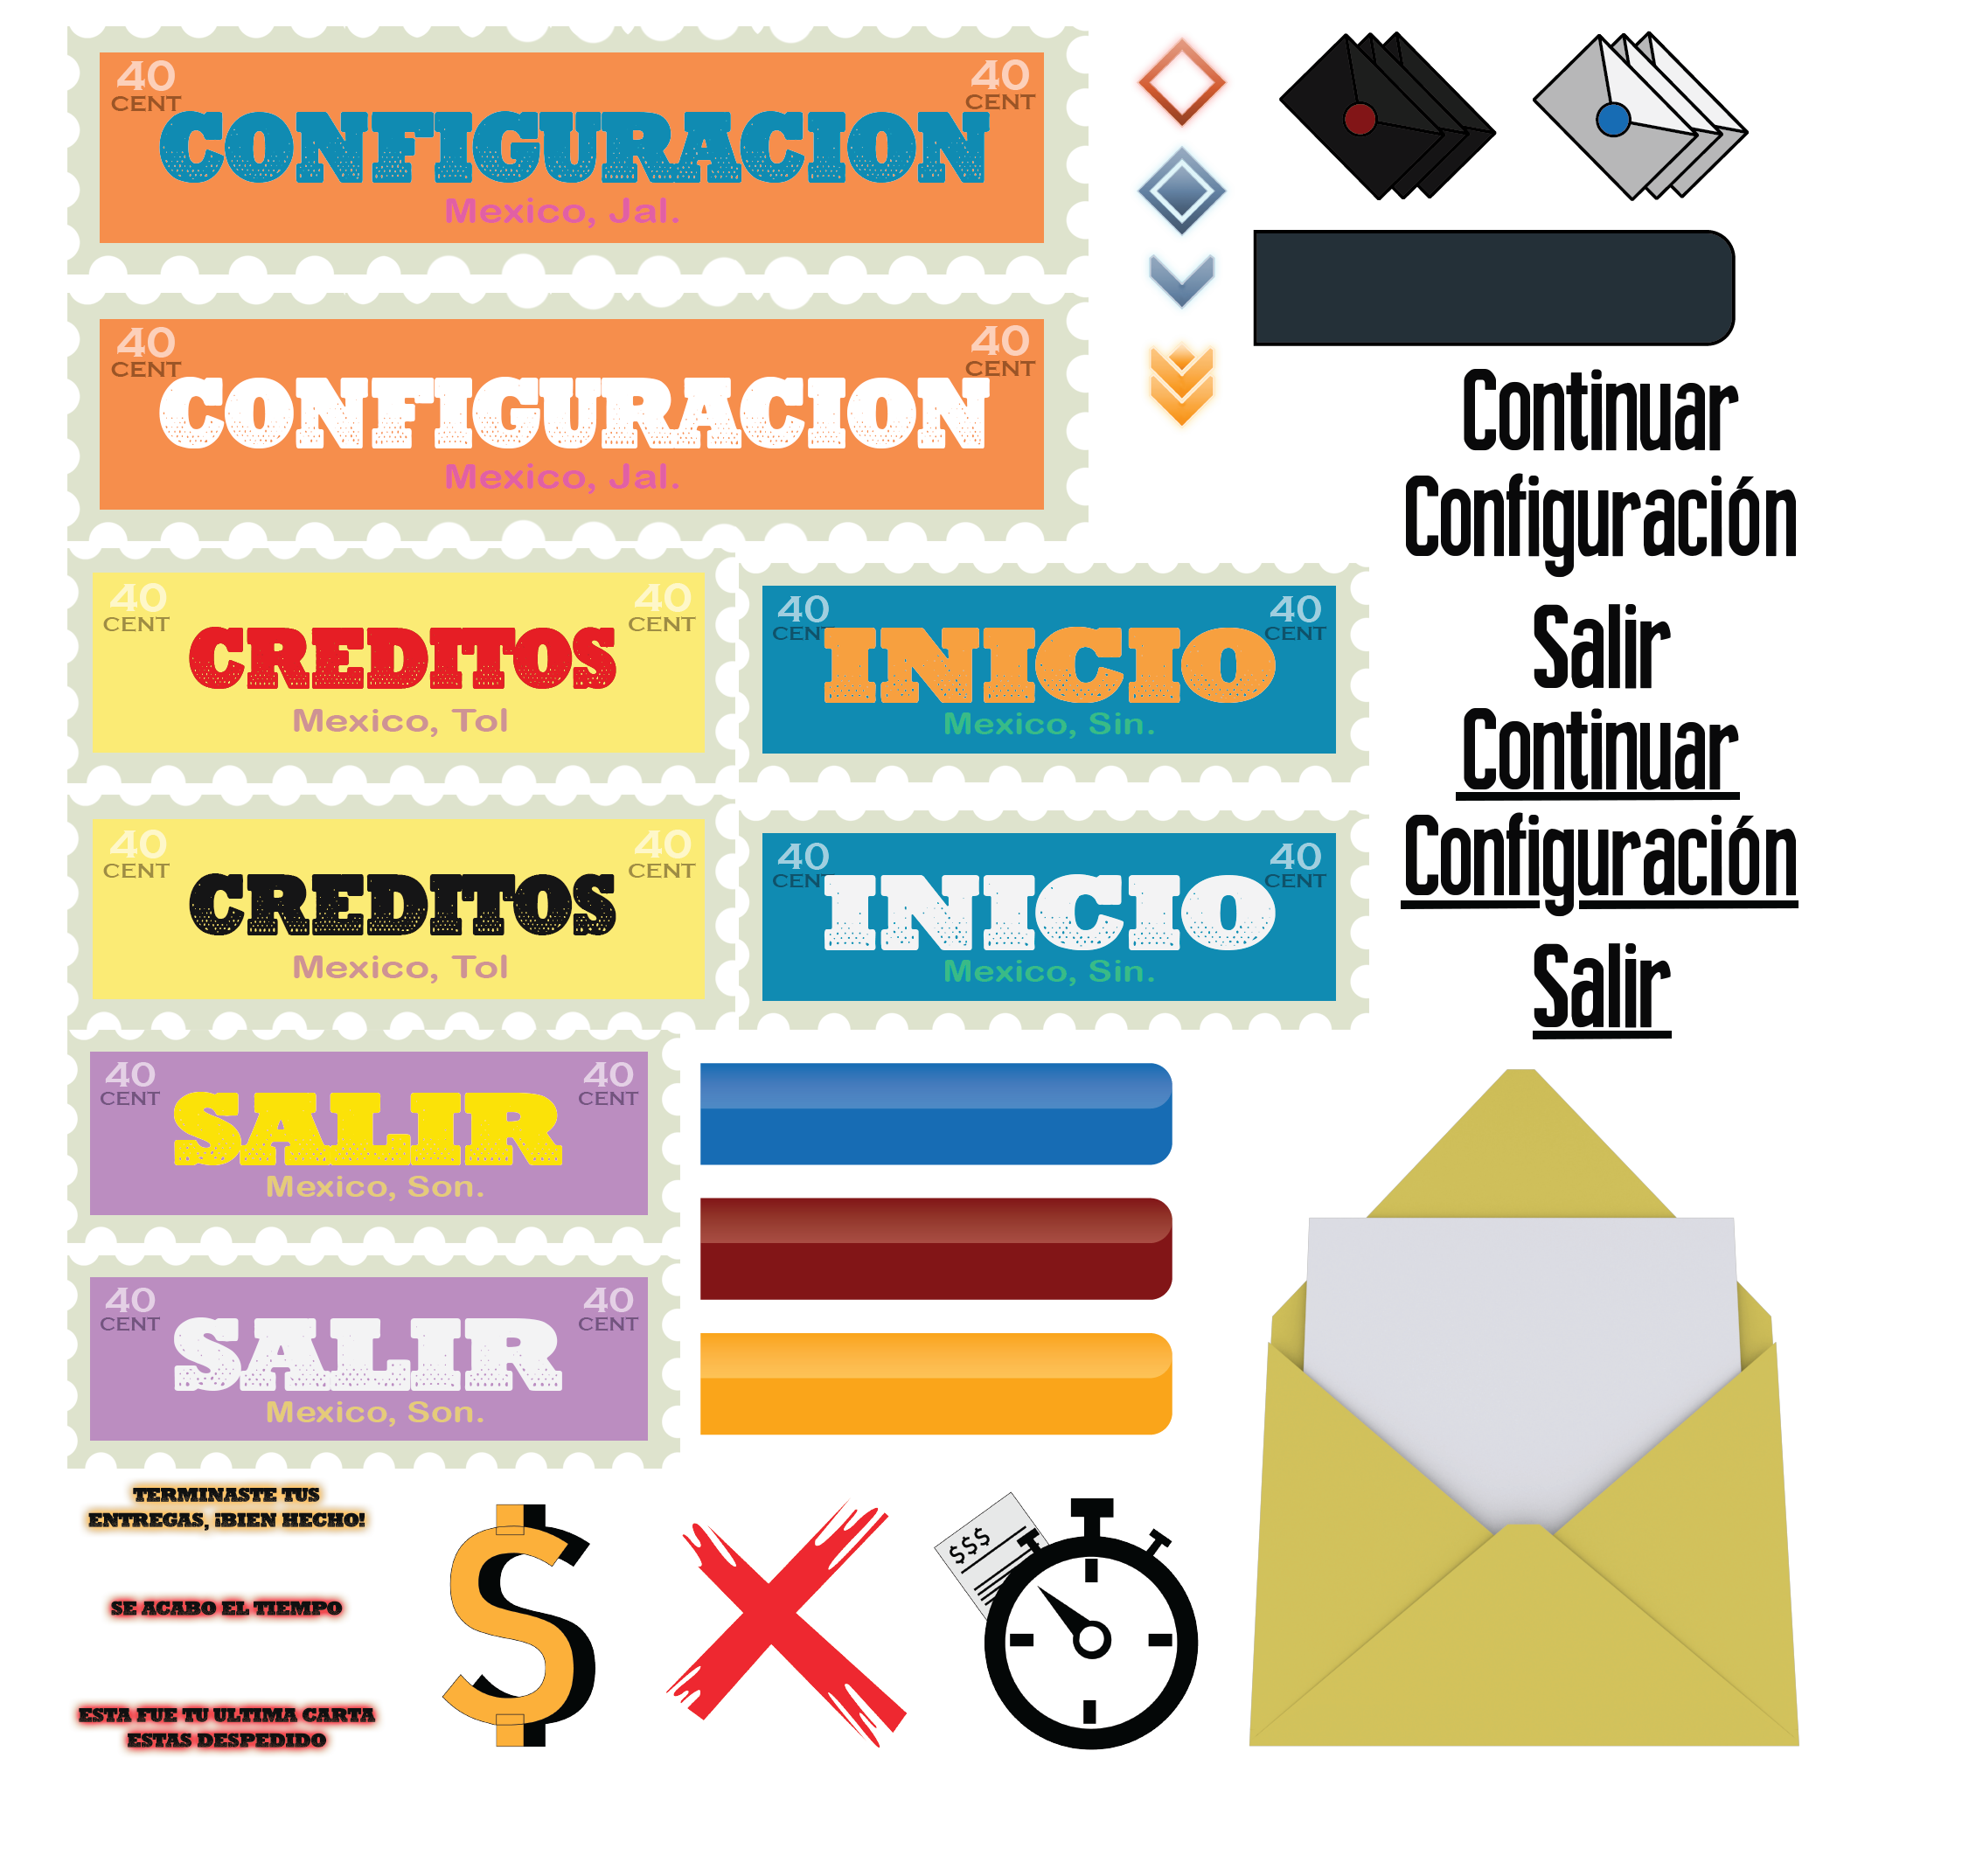 40 40
CENT CENT
CONFIGURACION
Mexico, Jal.
40 40
CENT CENT
CONFIGURACION
Mexico, Jal.
Continuar
Configuración
Salir
Continuar
Configuración
Salir
40 40
CENT CENT
CREDITOS
Mexico, Tol
40 40
CENT CENT
INICIO
Mexico, Sin.
40 40
CENT CENT
CREDITOS
Mexico, Tol
40 40
CENT CENT
INICIO
Mexico, Sin.
40 40
CENT CENT
SALIR
Mexico, Son.
40 40
CENT CENT
SALIR
Mexico, Son.
TERMINASTE TUS
ENTREGAS, ¡BIEN HECHO!
SE ACABO EL TIEMPO
ESTA FUE TU ULTIMA CARTA
ESTAS DESPEDIDO
$
$$$